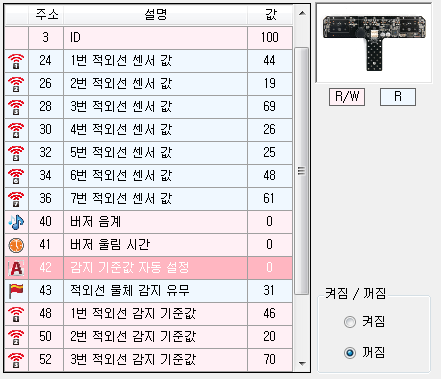 주소 설명 값
3 ID 100
24 1번 적외선 센서 값 44
26 2번 적외선 센서 값 19
28 3번 적외선 센서 값 69
30 4번 적외선 센서 값 26
32 5번 적외선 센서 값 25
34 6번 적외선 센서 값 48
36 7번 적외선 센서 값 61
40 버저 음계 0
41 버저 울림 시간 0
42 감지 기준값 자동 설정 0
43 적외선 물체 감지 유무 31
48 1번 적외선 감지 기준값 46
50 2번 적외선 감지 기준값 20
52 3번 적외선 감지 기준값 70
R/W R
켜짐 / 꺼짐
켜짐
꺼짐